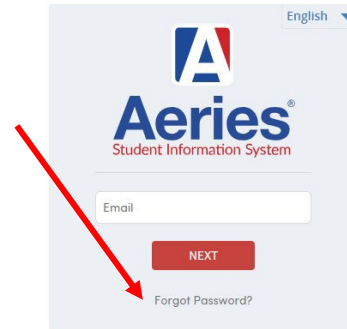 English
A
Aeries®
Student Information System
Email
NEXT
Forgot Password?